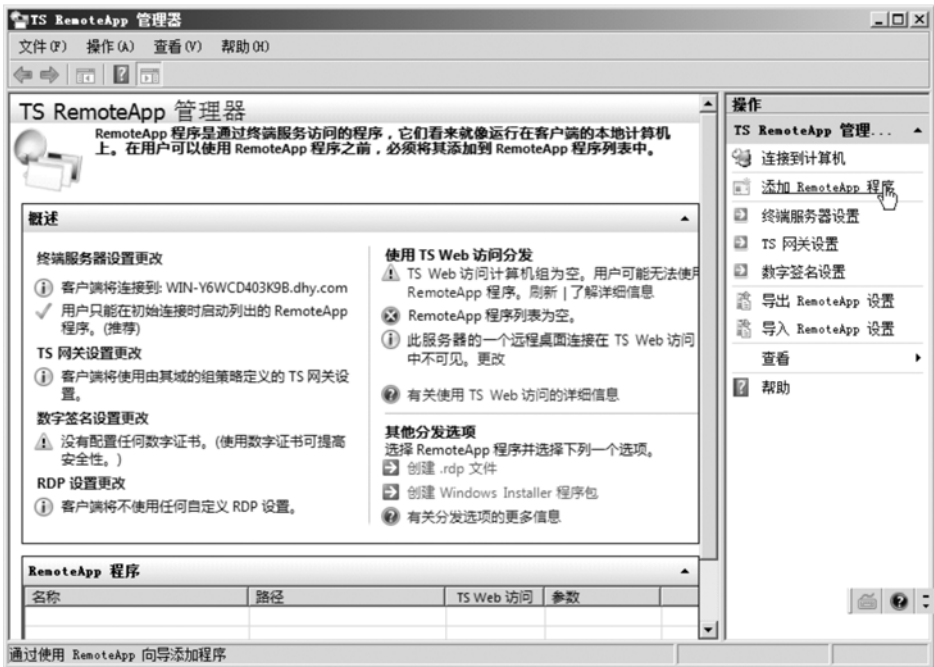 TS RemoteApp 管理器
文件(F) 操作(A) 查看(V) 帮助(H)
TS RemoteApp 管理器
RemoteApp 程序是通过终端服务访问的程序，它们看来就像运行在客户端的本地计算机
上。在用户可以使用 RemoteApp 程序之前，必须将其添加到 RemoteApp 程序列表中。
概述
终端服务器设置更改
客户端将连接到: WIN-Y6WCD403K9B.dhy.com
用户只能在初始连接时启动列出的 RemoteApp
程序。(推荐)
TS 网关设置更改
客户端将使用由其域的组策略定义的 TS 网关设
置。
数字签名设置更改
没有配置任何数字证书。(使用数字证书可提高
安全性。)
RDP 设置更改
客户端将不使用任何自定义 RDP 设置。
使用 TS Web 访问分发
TS Web 访问计算机组为空。用户可能无法使用
RemoteApp 程序。刷新 | 了解详细信息
RemoteApp 程序列表为空。
此服务器的一个远程桌面连接在 TS Web 访问
中不可见。更改
有关使用 TS Web 访问的详细信息
其他分发选项
选择 RemoteApp 程序并选择下列一个选项。
创建 .rdp 文件
创建 Windows Installer 程序包
有关分发选项的更多信息
RemoteApp 程序
名称 路径 TS Web 访问 参数
操作
TS RemoteApp 管理...
连接到计算机
添加 RemoteApp 程序
终端服务器设置
TS 网关设置
数字签名设置
导出 RemoteApp 设置
导入 RemoteApp 设置
查看
帮助
通过使用 RemoteApp 向导添加程序